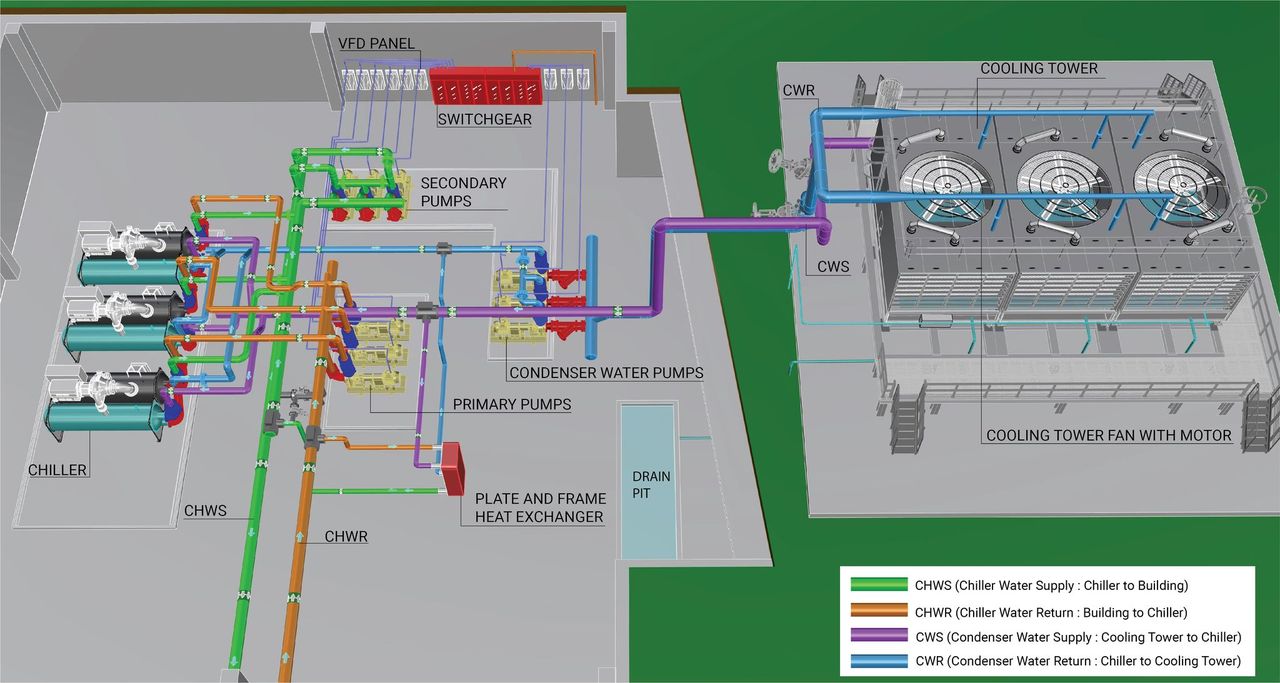 VFD PANEL
SWITCHGEAR
COOLING TOWER
CWR
SECONDARY
PUMPS
CWS
CONDENSER WATER PUMPS
PRIMARY PUMPS
COOLING TOWER FAN WITH MOTOR
CHILLER
DRAIN
PIT
PLATE AND FRAME
HEAT EXCHANGER
CHWS
CHWR
CHWS (Chiller Water Supply : Chiller to Building)
CHWR (Chiller Water Return : Building to Chiller)
CWS (Condenser Water Supply : Cooling Tower to Chiller)
CWR (Condenser Water Return : Chiller to Cooling Tower)